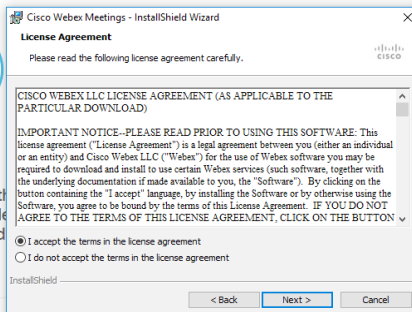 Cisco Webex Meetings - InstallShield Wizard
License Agreement
Please read the following license agreement carefully.
CISCO
CISCO WEBEX LLC LICENSE AGREEMENT (AS APPLICABLE TO THE
PARTICULAR DOWNLOAD)
IMPORTANT NOTICE--PLEASE READ PRIOR TO USING THIS SOFTWARE: This
license agreement ("License Agreement") is a legal agreement between you (either an individual
or an entity) and Cisco Webex LLC ("Webex") for the use of Webex software you may be
required to download and install to use certain Webex services (such software, together with
the underlying documentation if made available to you, the "Software"). By clicking on the
button containing the "I accept" language, by installing the Software or by otherwise using the
Software, you agree to be bound by the terms of this License Agreement. IF YOU DO NOT
AGREE TO THE TERMS OF THIS LICENSE AGREEMENT, CLICK ON THE BUTTON
I accept the terms in the license agreement
I do not accept the terms in the license agreement
InstallShield
< Back
Next >
Cancel